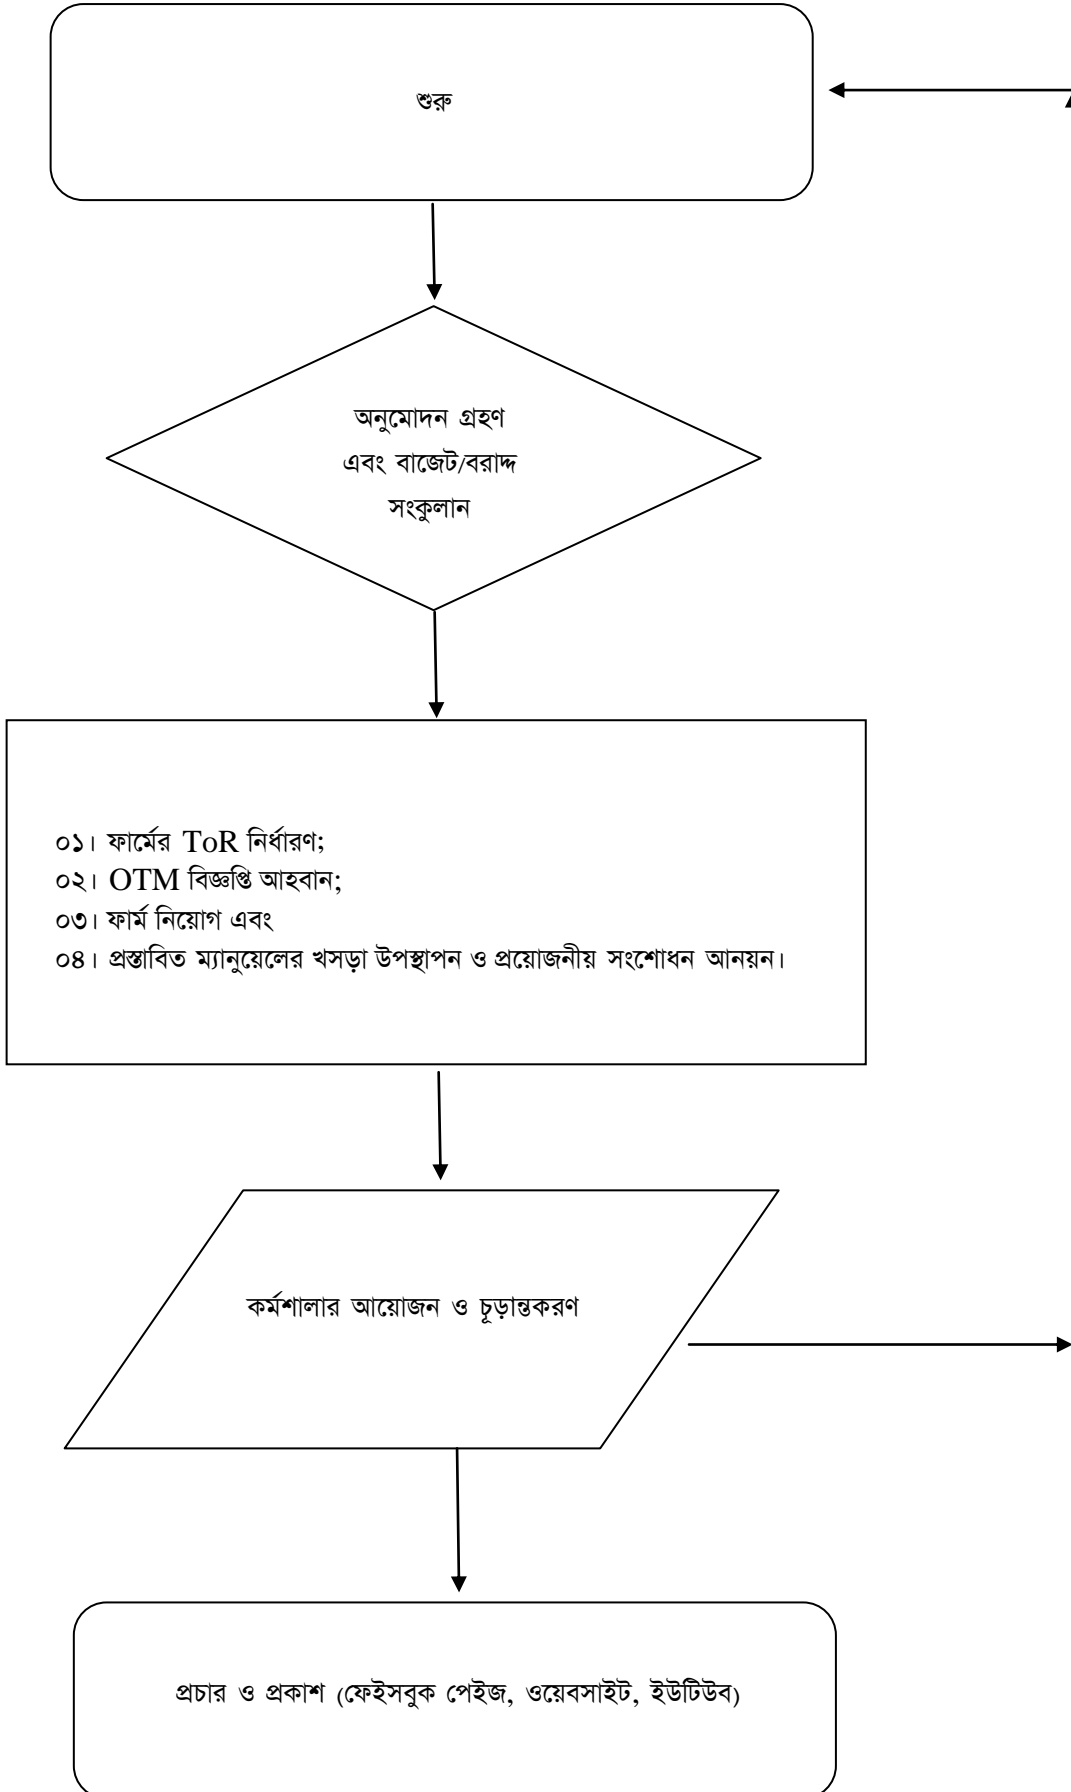 শুরু
অনুমোদন গ্রহণ
এবং বাজেট/বরাদ্দ
সংকুলান
০১। ফার্মের ToR নির্ধারণ;
০২। OTM বিজ্ঞপ্তি আহবান;
০৩। ফার্ম নিয়োগ এবং
০৪। প্রস্তাবিত ম্যানুয়েলের খসড়া উপস্থাপন ও প্রয়োজনীয় সংশোধন আনয়ন।
কর্মশালার আয়োজন ও চূড়ান্তকরণ
প্রচার ও প্রকাশ (ফেইসবুক পেইজ, ওয়েবসাইট, ইউটিউব)